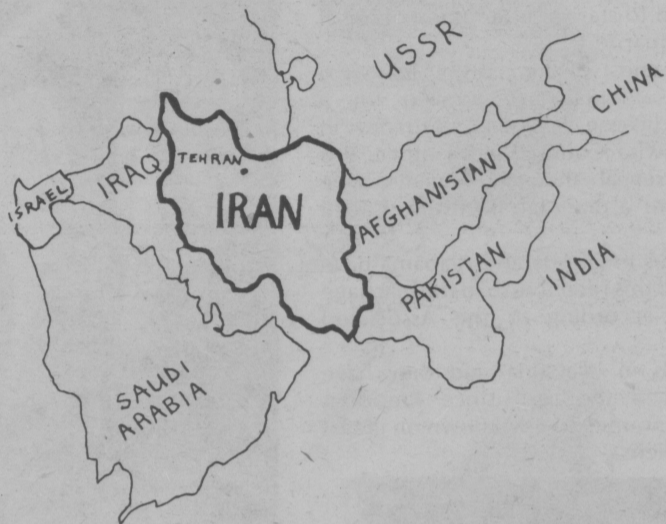 USSR
CHINA
TEHRAN
ISRAEL
IRAQ
IRAN
AFGHANISTAN
PAKISTAN
INDIA
SAUDI
ARABIA